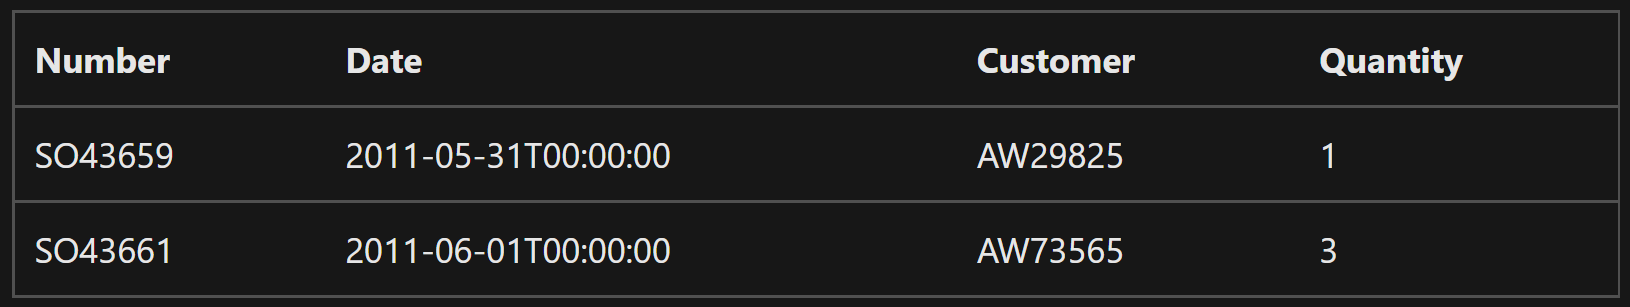 Number Date Customer Quantity
SO43659 2011-05-31T00:00:00 AW29825 1
SO43661 2011-06-01T00:00:00 AW73565 3